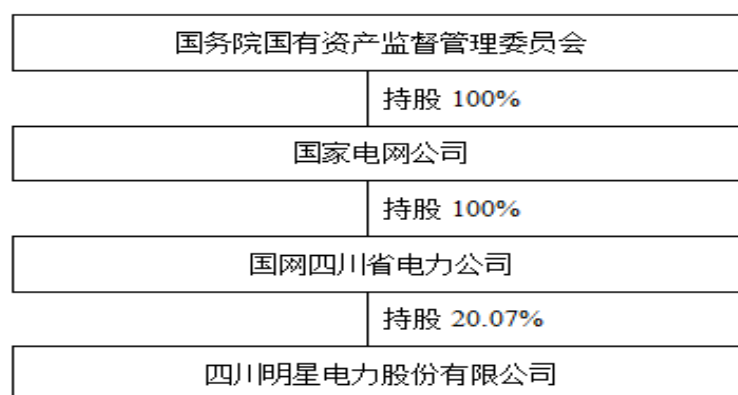 国务院国有资产监督管理委员会
持股 100%
国家电网公司
持股 100%
国网四川省电力公司
持股 20.07%
四川明星电力股份有限公司